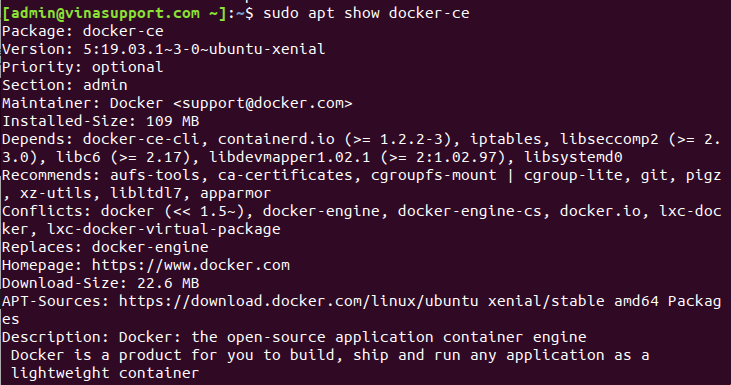 [admin@vinasupport.com ~]:~$ sudo apt show docker-ce
Package: docker-ce
Version: 5:19.03.1~3-0~ubuntu-xenial
Priority: optional
Section: admin
Maintainer: Docker <support@docker.com>
Installed-Size: 109 MB
Depends: docker-ce-cli, containerd.io (>= 1.2.2-3), iptables, libseccomp2 (>= 2.
3.0), libc6 (>= 2.17), libdevmapper1.02.1 (>= 2:1.02.97), libsystemd0
Recommends: aufs-tools, ca-certificates, cgroupfs-mount | cgroup-lite, git, pigz
, xz-utils, libltdl7, apparmor
Conflicts: docker (<< 1.5~), docker-engine, docker-engine-cs, docker.io, lxc-doc
ker, lxc-docker-virtual-package
Replaces: docker-engine
Homepage: https://www.docker.com
Download-Size: 22.6 MB
APT-Sources: https://download.docker.com/linux/ubuntu xenial/stable amd64 Packag
es
Description: Docker: the open-source application container engine
 Docker is a product for you to build, ship and run any application as a
 lightweight container